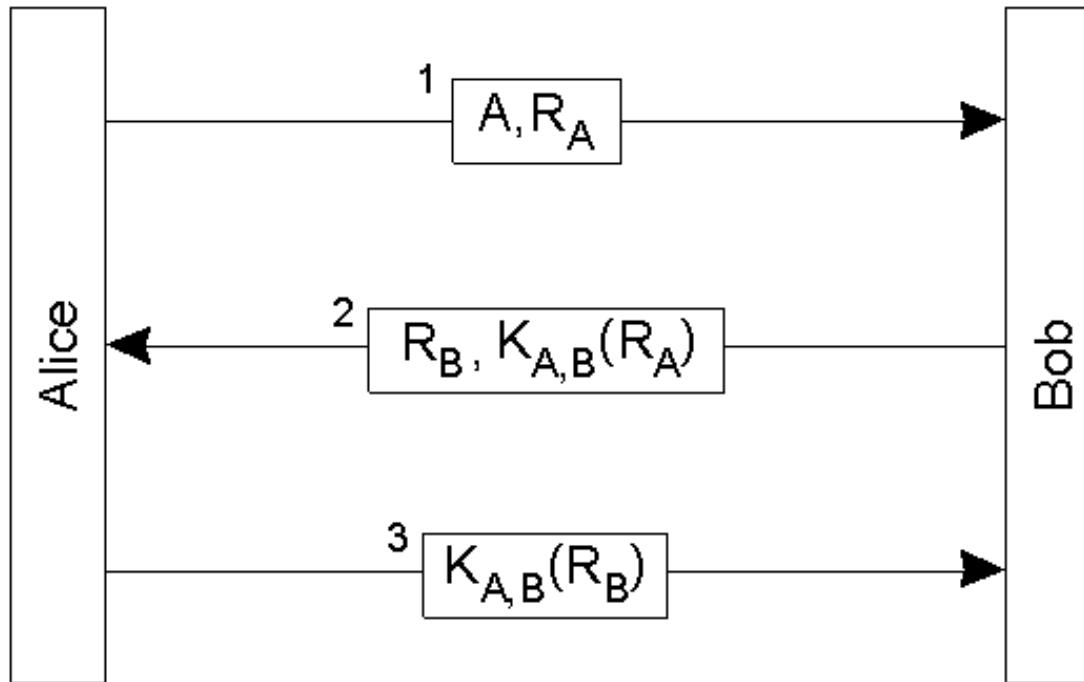 Alice
1
A, R_A
2
R_B, K_A,B(R_A)
3
K_A,B(R_B)
Bob